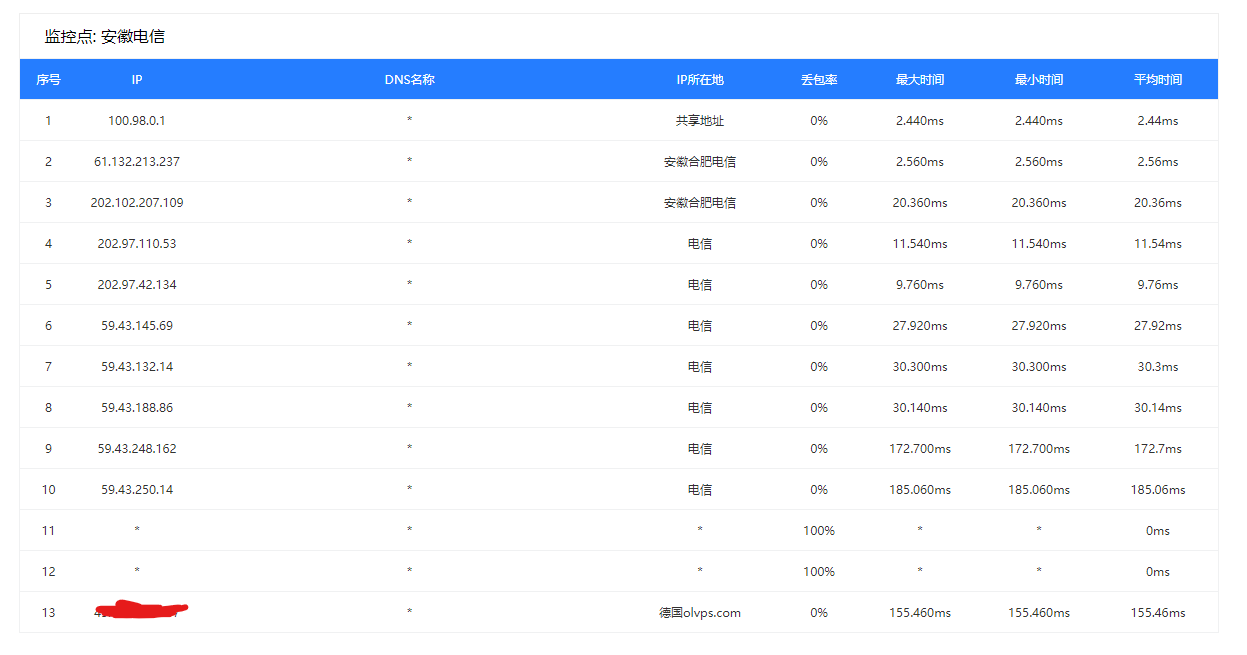 监控点: 安徽电信
序号 IP DNS名称 IP所在地 丢包率 最大时间 最小时间 平均时间
1 100.98.0.1 * 共享地址 0% 2.440ms 2.440ms 2.44ms
2 61.132.213.237 * 安徽合肥电信 0% 2.560ms 2.560ms 2.56ms
3 202.102.207.109 * 安徽合肥电信 0% 20.360ms 20.360ms 20.36ms
4 202.97.110.53 * 电信 0% 11.540ms 11.540ms 11.54ms
5 202.97.42.134 * 电信 0% 9.760ms 9.760ms 9.76ms
6 59.43.145.69 * 电信 0% 27.920ms 27.920ms 27.92ms
7 59.43.132.14 * 电信 0% 30.300ms 30.300ms 30.3ms
8 59.43.188.86 * 电信 0% 30.140ms 30.140ms 30.14ms
9 59.43.248.162 * 电信 0% 172.700ms 172.700ms 172.7ms
10 59.43.250.14 * 电信 0% 185.060ms 185.060ms 185.06ms
11 * * * 100% * * 0ms
12 * * * 100% * * 0ms
13 * 德国olvps.com 0% 155.460ms 155.460ms 155.46ms